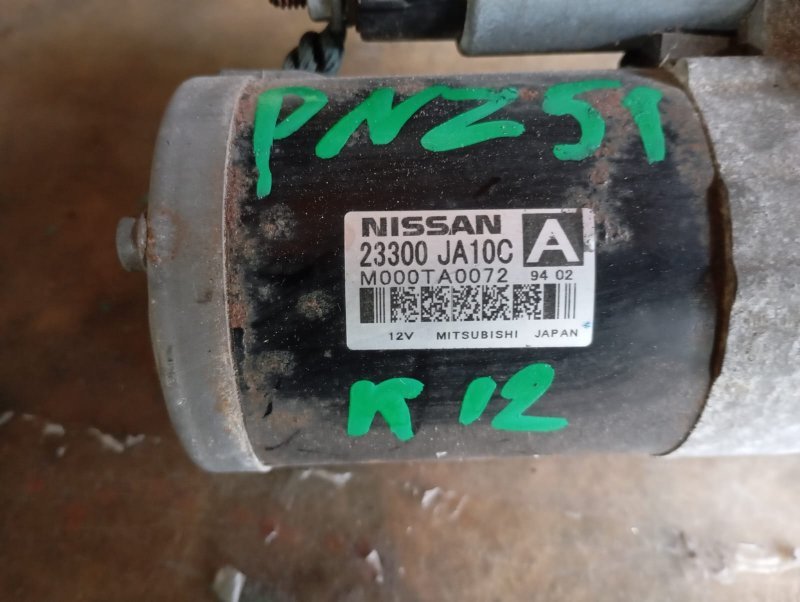 PNZ51
NISSAN
23300 JA10C A
M000TA0072 94 02
12V MITSUBISHI JAPAN
K12